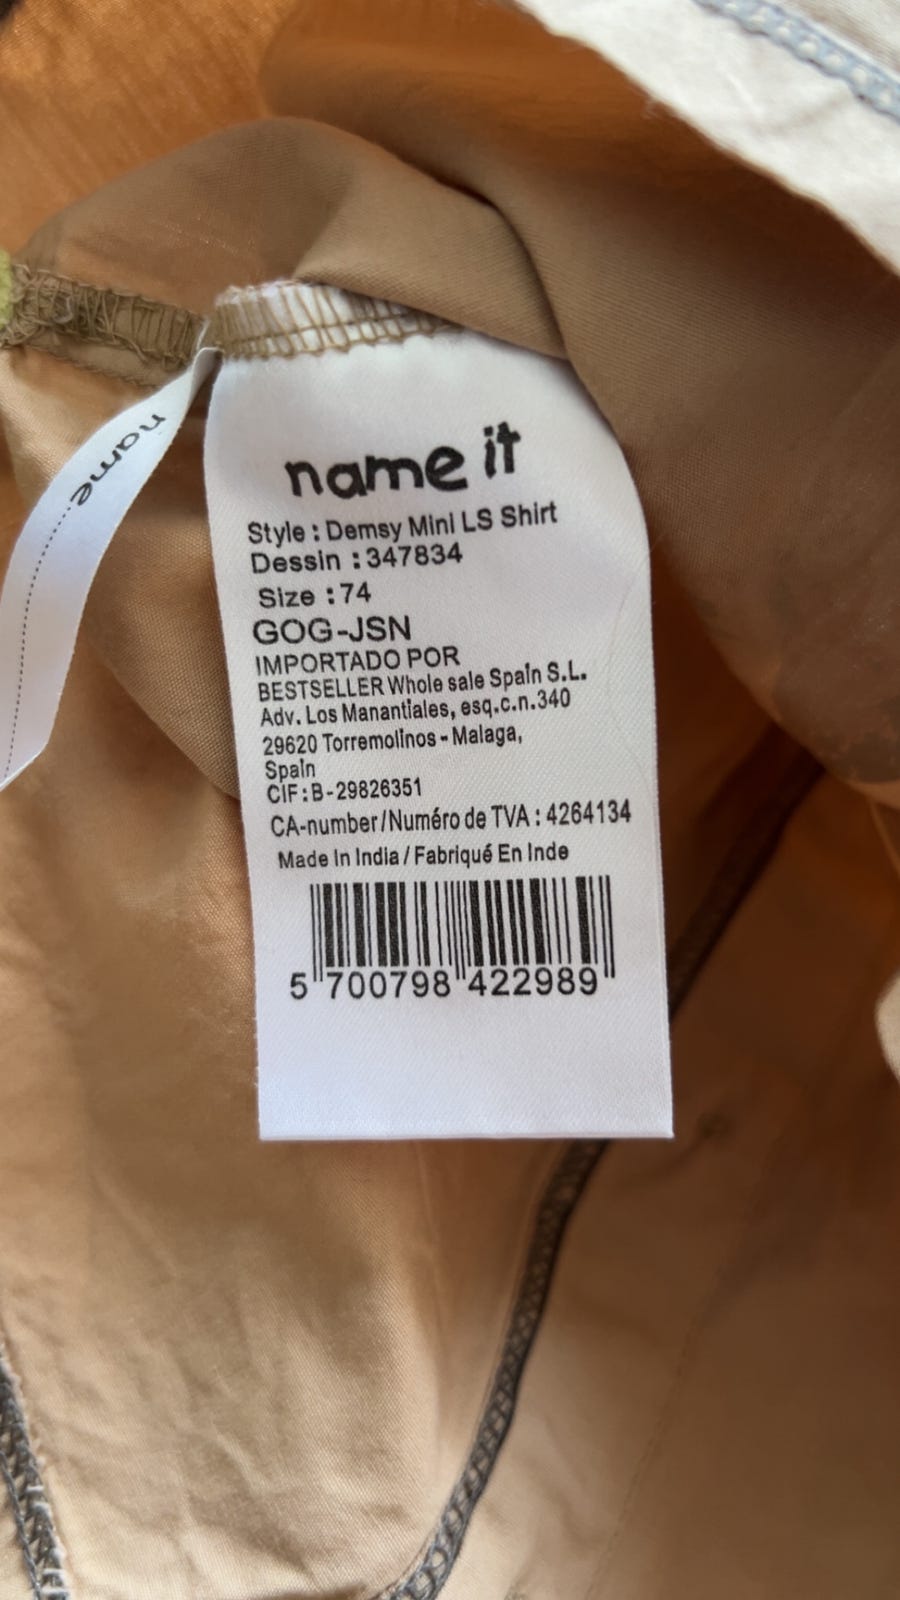 name it
Style : Demsy Mini LS Shirt
Dessin : 347834
Size : 74
GOG-JSN
IMPORTADO POR
BESTSELLER Whole sale Spain S.L.
Adv. Los Manantiales, esq.c.n.340
29620 Torremolinos - Malaga,
Spain
CIF : B - 29826351
CA-number / Numéro de TVA : 4264134
Made In India / Fabriqué En Inde
5 700798 422989
name